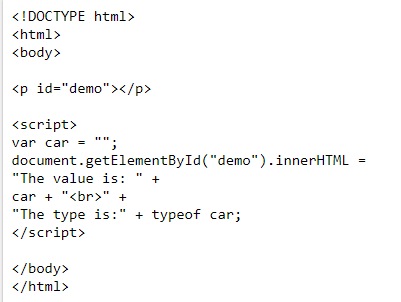 <!DOCTYPE html>
<html>
<body>
<p id="demo"></p>
<script>
var car = "";
document.getElementById("demo").innerHTML =
"The value is: " +
car + "<br>" +
"The type is:" + typeof car;
</script>
</body>
</html>